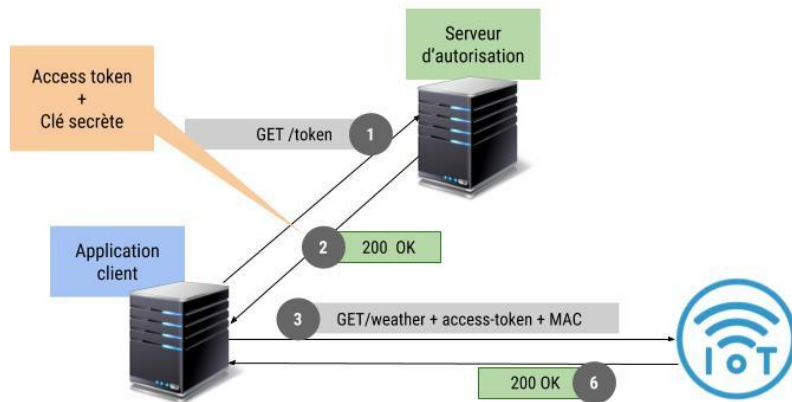 Serveur
d'autorisation
Access token
+
Clé secrète
GET /token
1
2
200 OK
Application
client
3
GET/weather + access-token + MAC
IoT
200 OK
6